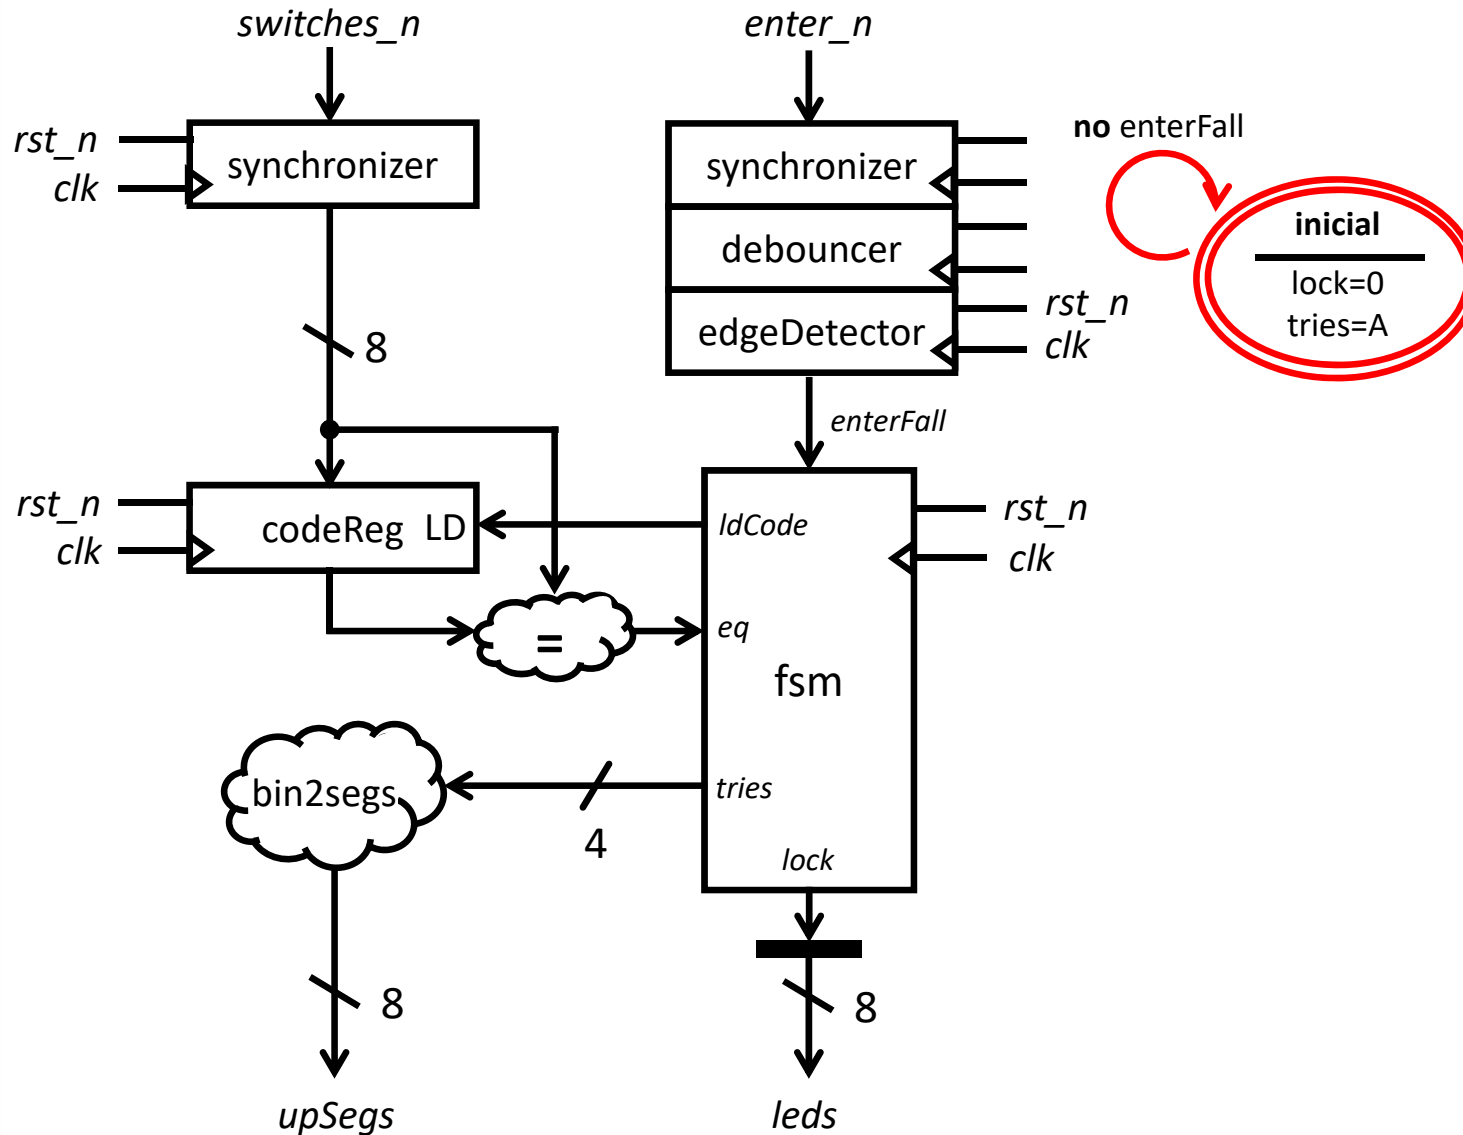 switches_n
enter_n
rst_n
clk
synchronizer
synchronizer
debouncer
edgeDetector
rst_n
clk
no enterFall
inicial
lock=0
tries=A
8
enterFall
rst_n
clk
codeReg LD
ldCode
eq
fsm
tries
lock
rst_n
clk
=
bin2segs
4
8
8
upSegs
leds